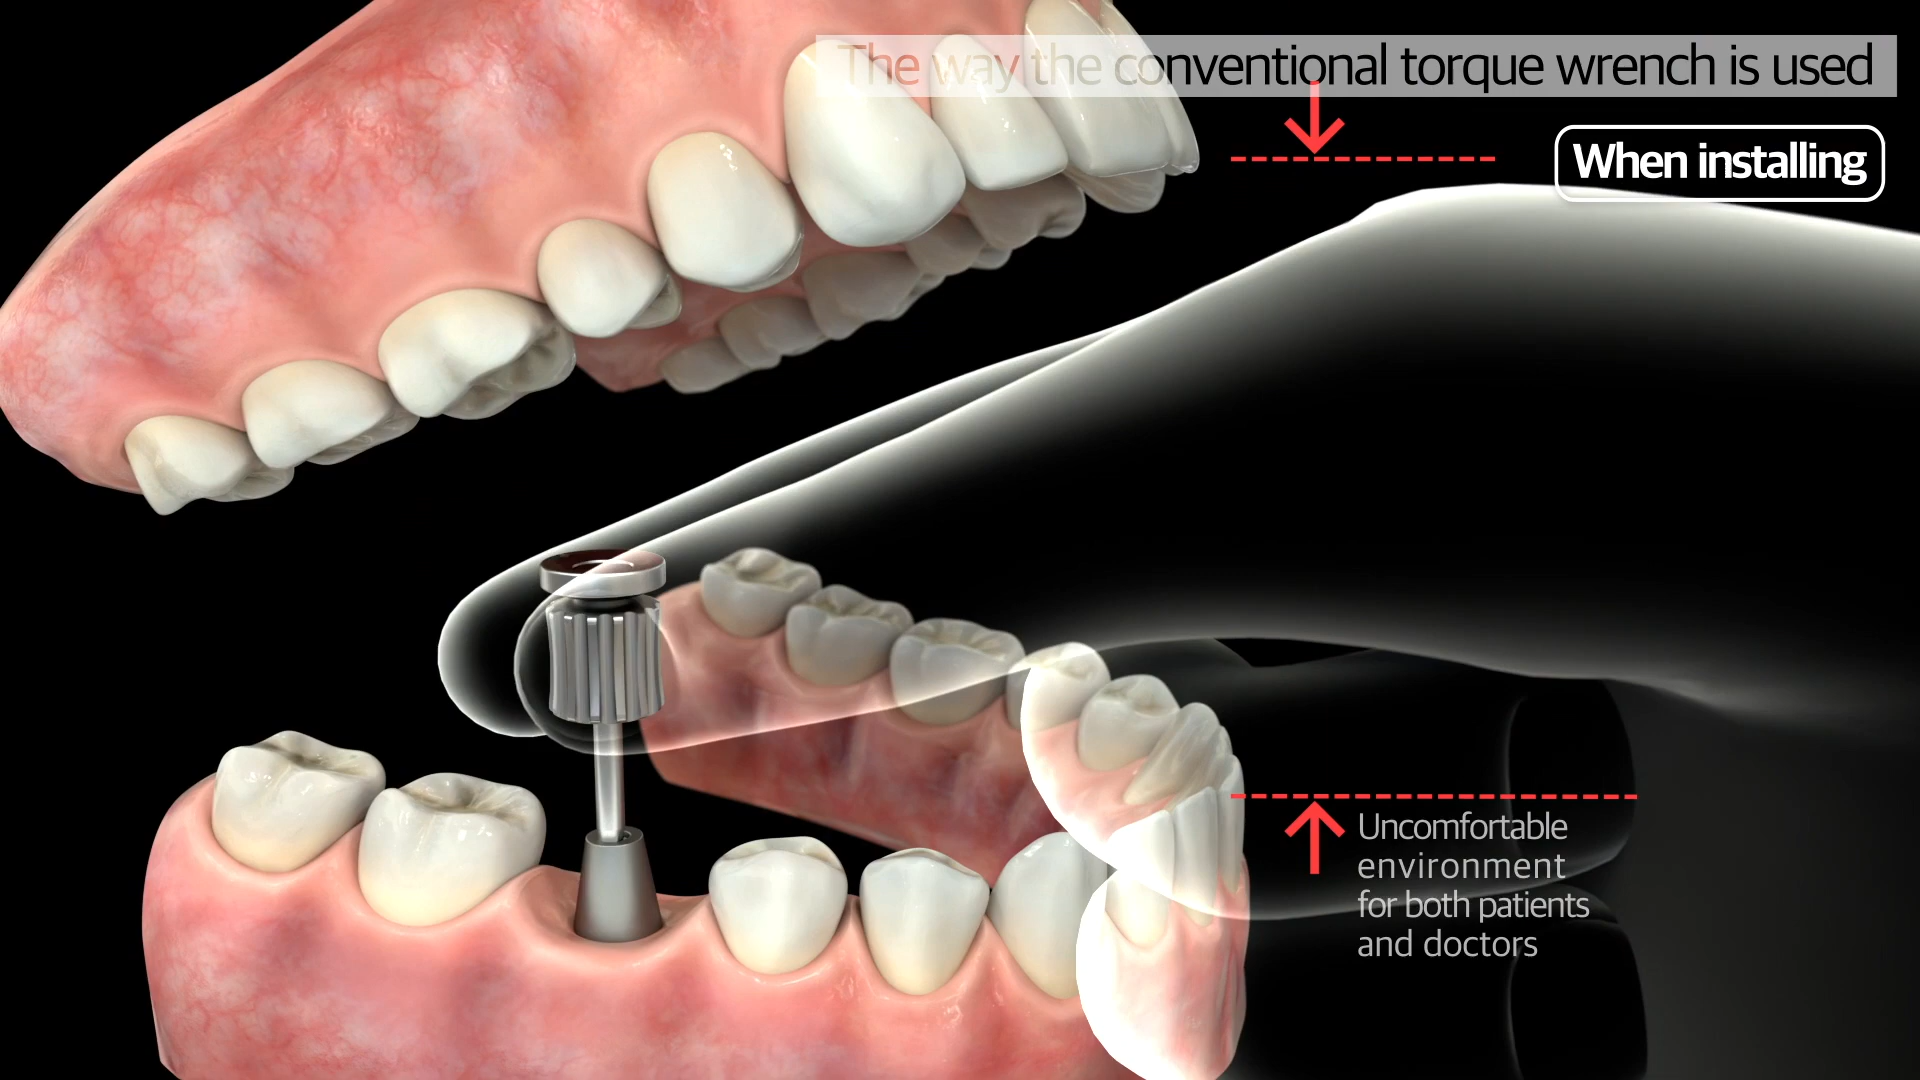 The way the conventional torque wrench is used
When installing
Uncomfortable
environment
for both patients
and doctors